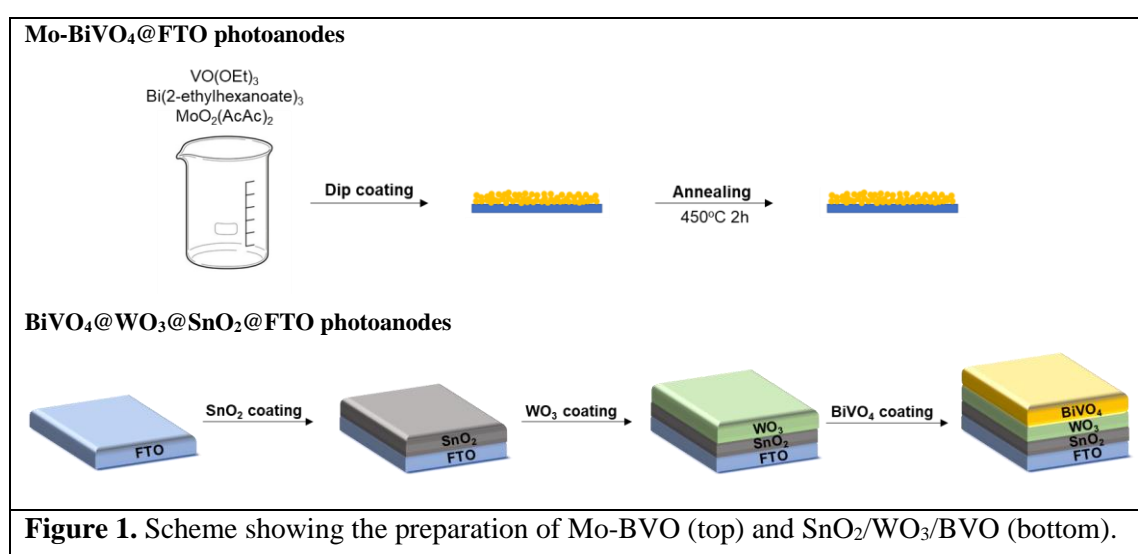 Mo-BiVO₄@FTO photoanodes
VO(OEt)₃
Bi(2-ethylhexanoate)₃
MoO₂(AcAc)₂
Dip coating
Annealing
450ºC 2h
BiVO₄@WO₃@SnO₂@FTO photoanodes
SnO₂ coating
WO₃ coating
BiVO₄ coating
FTO
SnO₂
FTO
WO₃
SnO₂
FTO
BiVO₄
WO₃
SnO₂
FTO
Figure 1. Scheme showing the preparation of Mo-BVO (top) and SnO₂/WO₃/BVO (bottom).